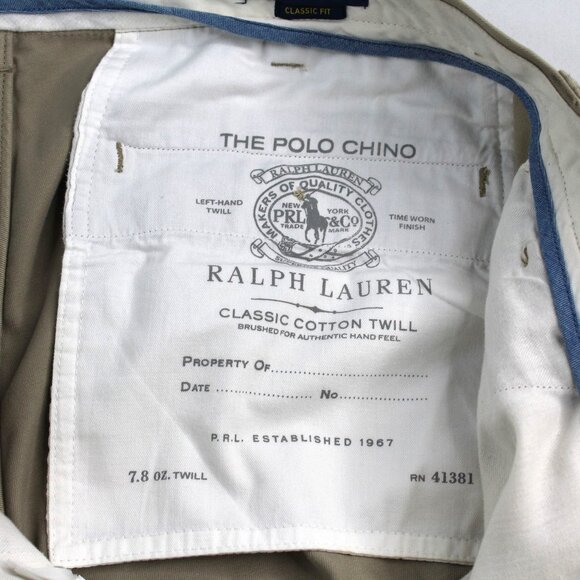 CLASSIC FIT
THE POLO CHINO
RALPH LAUREN
MAKERS OF QUALITY CLOTHES
LEFT-HAND
TWILL
NEW YORK
PRL &Co
TRADE MARK
TIME WORN
FINISH
SUPERIOR QUALITY
RALPH LAUREN
CLASSIC COTTON TWILL
BRUSHED FOR AUTHENTIC HAND FEEL
PROPERTY OF
DATE No.
P.R.L. ESTABLISHED 1967
7.8 OZ. TWILL RN 41381